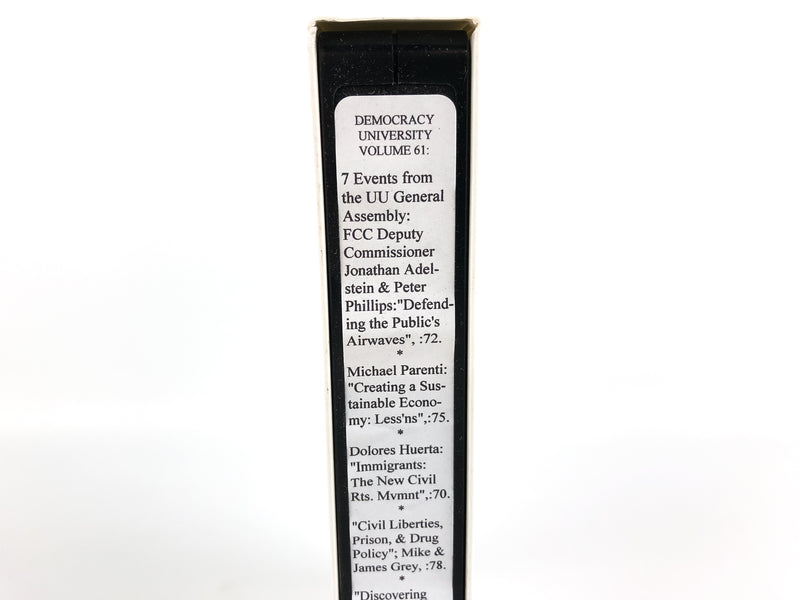 DEMOCRACY
UNIVERSITY
VOLUME 61:
7 Events from
the UU General
Assembly:
FCC Deputy
Commissioner
Jonathan Adel-
stein & Peter
Phillips:"Defend-
ing the Public's
Airwaves", :72.
*
Michael Parenti:
"Creating a Sus-
tainable Econo-
my: Less'ns",:75.
*
Dolores Huerta:
"Immigrants:
The New Civil
Rts. Mvmnt",:70.
*
"Civil Liberties,
Prison, & Drug
Policy"; Mike &
James Grey, :78.
*
"Discovering